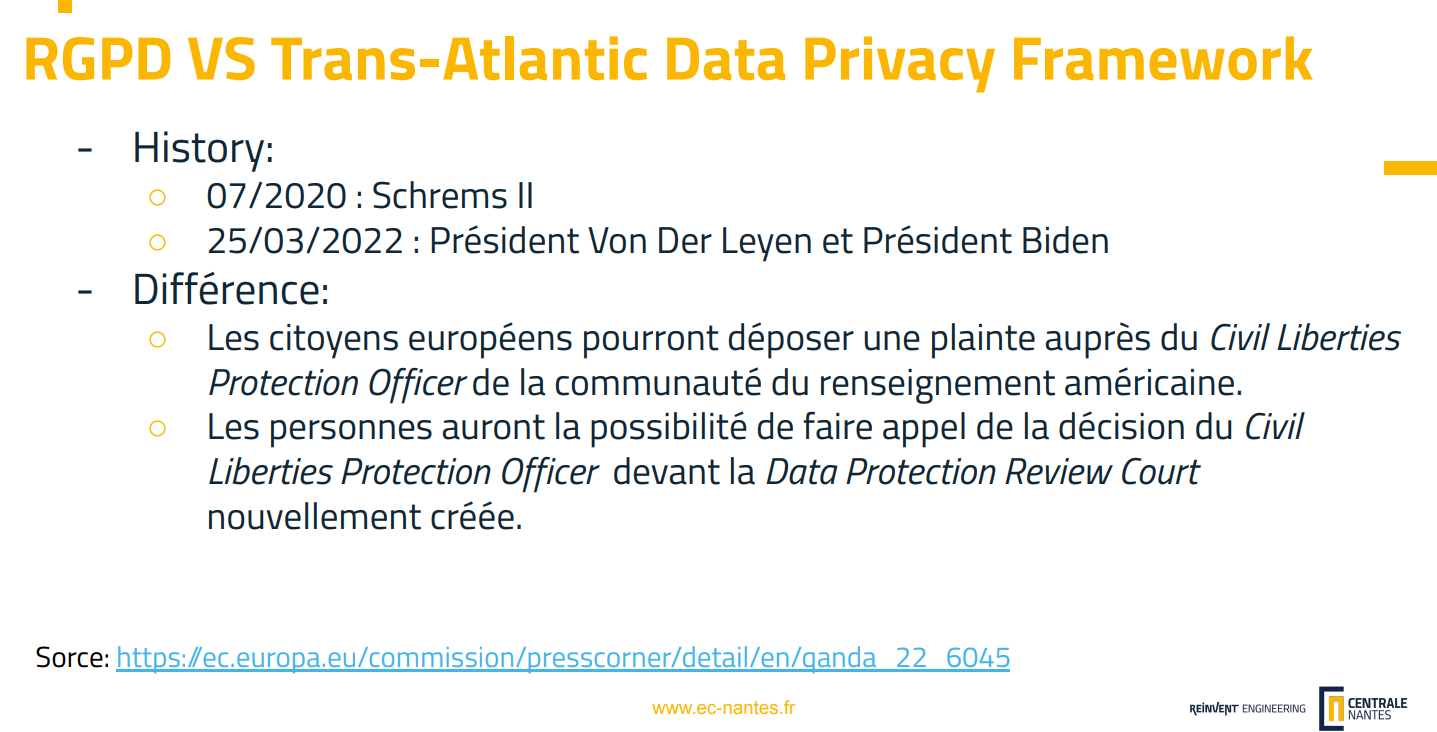 RGPD VS Trans-Atlantic Data Privacy Framework
- History:
○ 07/2020 : Schrems II
○ 25/03/2022 : Président Von Der Leyen et Président Biden
- Différence:
○ Les citoyens européens pourront déposer une plainte auprès du Civil Liberties
Protection Officer de la communauté du renseignement américaine.
○ Les personnes auront la possibilité de faire appel de la décision du Civil
Liberties Protection Officer devant la Data Protection Review Court
nouvellement créée.
Sorce: https://ec.europa.eu/commission/presscorner/detail/en/qanda_22_6045
www.ec-nantes.fr
REINVENT ENGINEERING
CENTRALE
NANTES